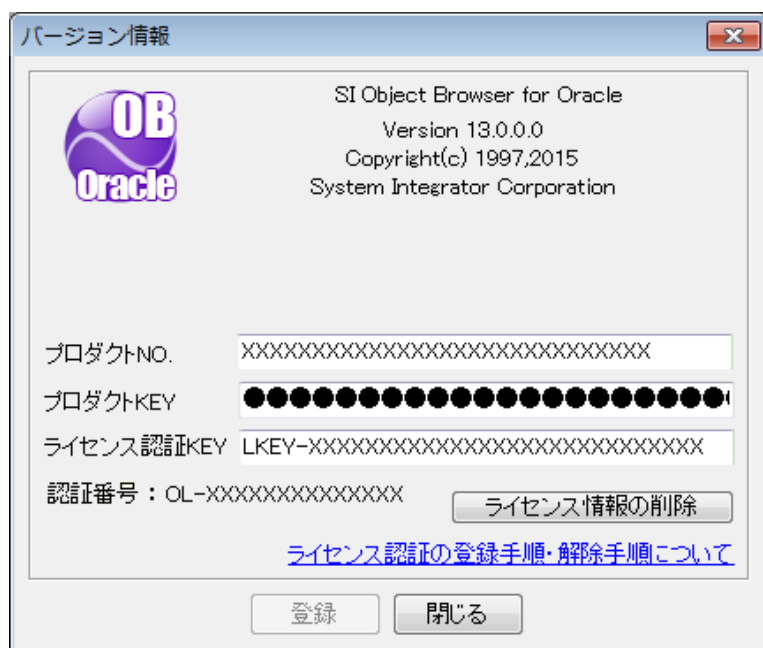 バージョン情報
OB
Oracle
SI Object Browser for Oracle
Version 13.0.0.0
Copyright(c) 1997,2015
System Integrator Corporation
プロダクトNO. XXXXXXXXXXXXXXXXXXXXXXXXXXXXX
プロダクトKEY ●●●●●●●●●●●●●●●●●●●●●
ライセンス認証KEY LKEY-XXXXXXXXXXXXXXXXXXXXXXXXXXXX
認証番号：OL-XXXXXXXXXXXXXX
ライセンス情報の削除
ライセンス認証の登録手順・解除手順について
登録 閉じる